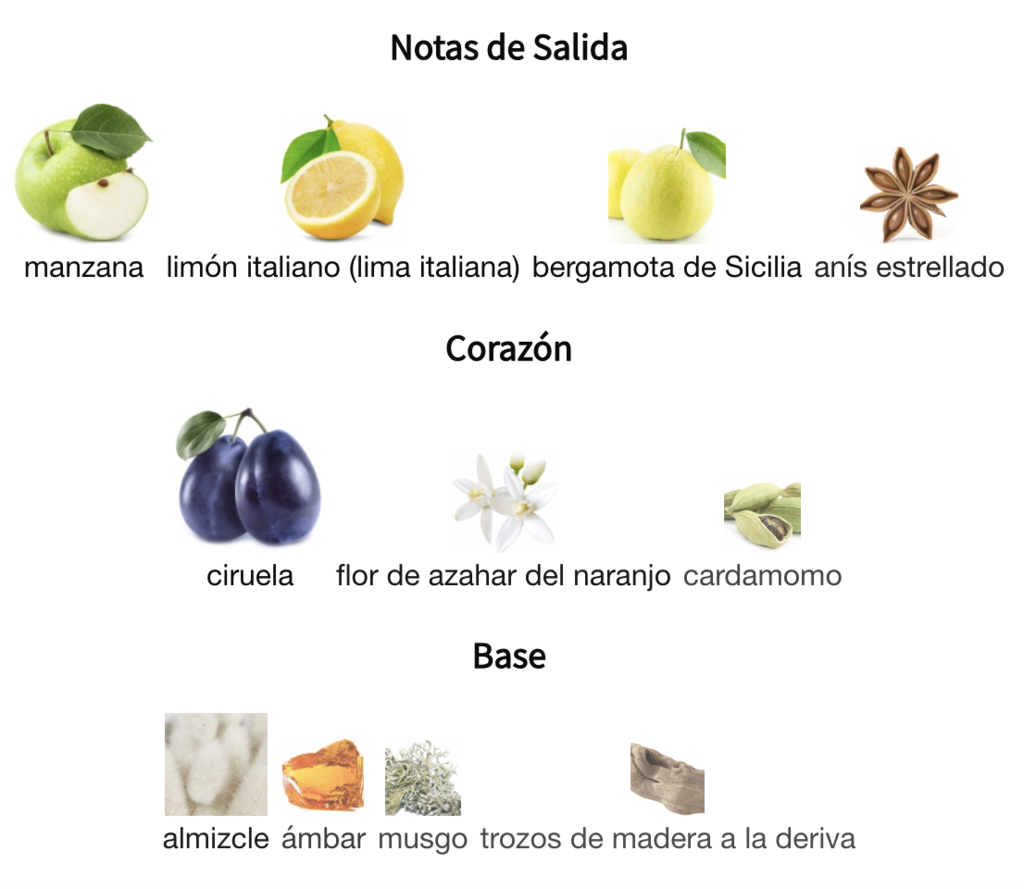 Notas de Salida
manzana limón italiano (lima italiana) bergamota de Sicilia anís estrellado
Corazón
ciruela flor de azahar del naranjo cardamomo
Base
almizcle ámbar musgo trozos de madera a la deriva